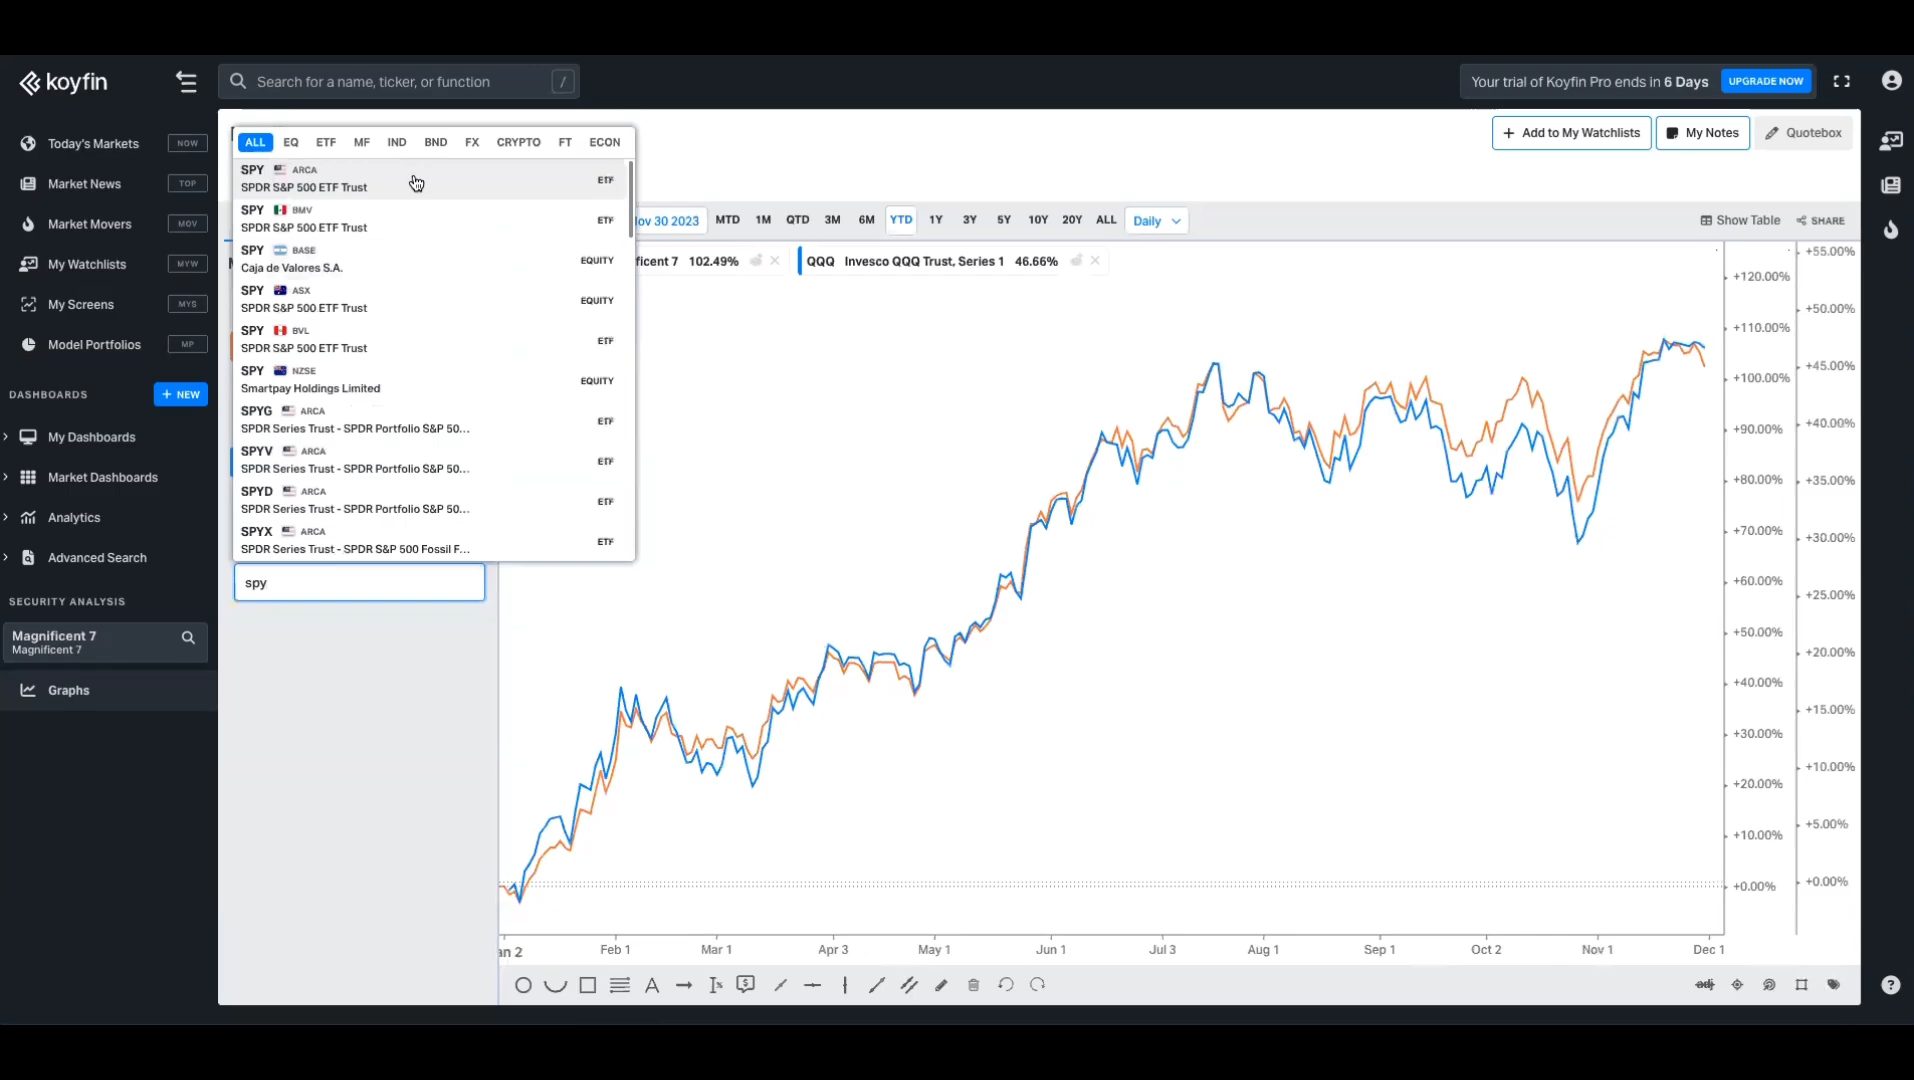 koyfin
Search for a name, ticker, or function /
Your trial of Koyfin Pro ends in 6 Days UPGRADE NOW
Today's Markets NOW
Market News TOP
Market Movers MOV
My Watchlists MYW
My Screens MYS
Model Portfolios MP
DASHBOARDS + NEW
My Dashboards
Market Dashboards
Analytics
Advanced Search
SECURITY ANALYSIS
Magnificent 7
Magnificent 7
Graphs
+ Add to My Watchlists My Notes Quotebox
ALL EQ ETF MF IND BND FX CRYPTO FT ECON
SPY ARCA
SPDR S&P 500 ETF Trust ETF
SPY BMV
SPDR S&P 500 ETF Trust ETF
SPY BASE
Caja de Valores S.A. EQUITY
SPY ASX
SPDR S&P 500 ETF Trust EQUITY
SPY BVL
SPDR S&P 500 ETF Trust ETF
SPY NZSE
Smartpay Holdings Limited EQUITY
SPYG ARCA
SPDR Series Trust - SPDR Portfolio S&P 50... ETF
SPYV ARCA
SPDR Series Trust - SPDR Portfolio S&P 50... ETF
SPYD ARCA
SPDR Series Trust - SPDR Portfolio S&P 50... ETF
SPYX ARCA
SPDR Series Trust - SPDR S&P 500 Fossil F... ETF
spy
ov 30 2023 MTD 1M QTD 3M 6M YTD 1Y 3Y 5Y 10Y 20Y ALL Daily Show Table SHARE
ficent 7 102.49% QQQ Invesco QQQ Trust, Series 1 46.66%
+120.00%
+110.00%
+100.00%
+90.00%
+80.00%
+70.00%
+60.00%
+50.00%
+40.00%
+30.00%
+20.00%
+10.00%
+0.00%
+55.00%
+50.00%
+45.00%
+40.00%
+35.00%
+30.00%
+25.00%
+20.00%
+15.00%
+10.00%
+5.00%
+0.00%
an 2 Feb 1 Mar 1 Apr 3 May 1 Jun 1 Jul 3 Aug 1 Sep 1 Oct 2 Nov 1 Dec 1
A adj ?